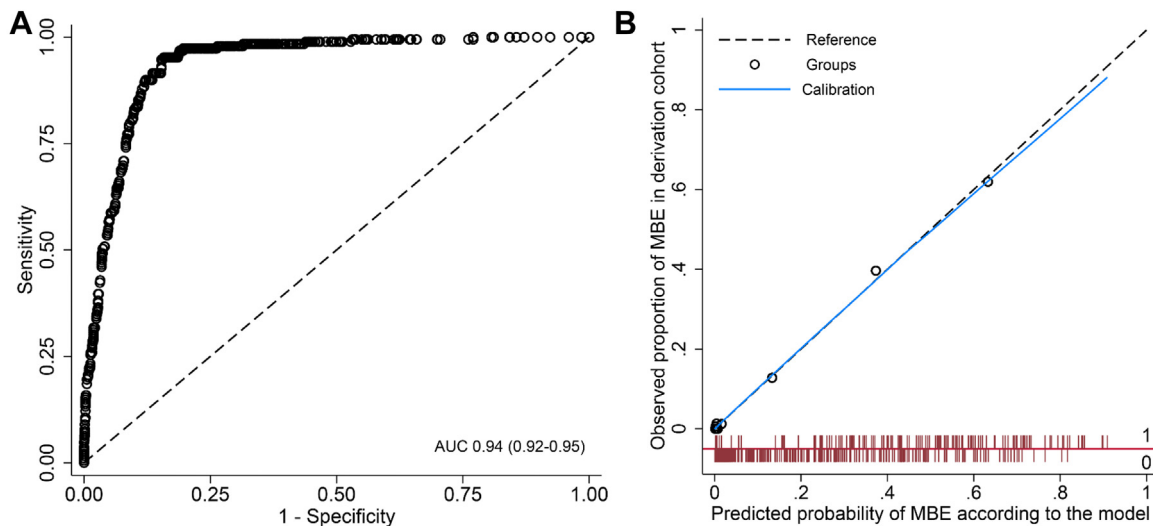 A
1.00
0.75
0.50
0.25
0.00
Sensitivity
AUC 0.94 (0.92-0.95)
0.00 0.25 0.50 0.75 1.00
1 - Specificity
B
Reference
Groups
Calibration
1
.8
.6
.4
.2
0
Observed proportion of MBE in derivation cohort
1
0
0 .2 .4 .6 .8 1
Predicted probability of MBE according to the model